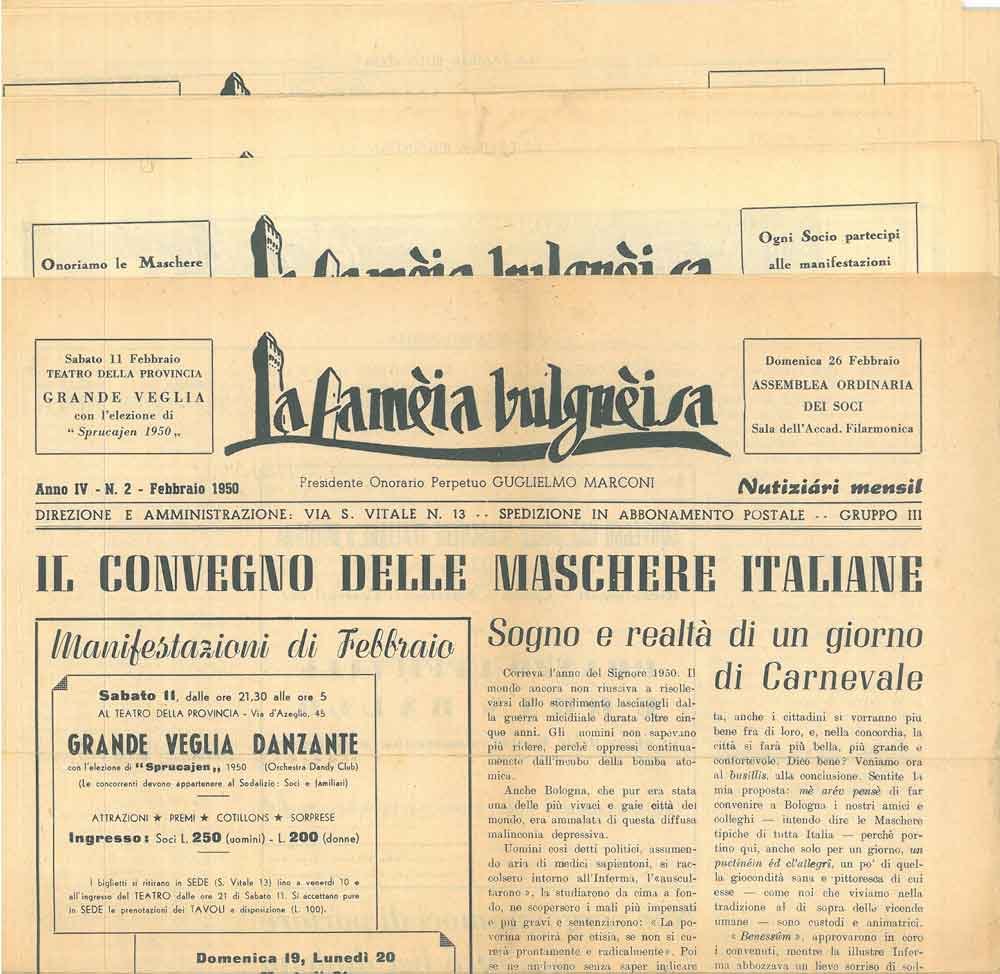 Onoriamo le Maschere
La Famèia bulgnèisa
Ogni Socio partecipi
alle manifestazioni
Sabato 11 Febbraio
TEATRO DELLA PROVINCIA
GRANDE VEGLIA
con l'elezione di
" Sprucajen 1950 „
La Famèia bulgnèisa
Domenica 26 Febbraio
ASSEMBLEA ORDINARIA
DEI SOCI
Sala dell'Accad. Filarmonica
Anno IV - N. 2 - Febbraio 1950
Presidente Onorario Perpetuo GUGLIELMO MARCONI
Nutiziári mensil
DIREZIONE E AMMINISTRAZIONE: VIA S. VITALE N. 13 -- SPEDIZIONE IN ABBONAMENTO POSTALE -- GRUPPO III
IL CONVEGNO DELLE MASCHERE ITALIANE
Manifestazioni di Febbraio
Sabato 11, dalle ore 21,30 alle ore 5
AL TEATRO DELLA PROVINCIA - Via d'Azeglio, 45
GRANDE VEGLIA DANZANTE
con l'elezione di "Sprucajen„ 1950 (Orchestra Dandy Club)
(Le concorrenti devono appartenere al Sodalizio: Soci e familiari)
ATTRAZIONI ★ PREMI ★ COTILLONS ★ SORPRESE
Ingresso: Soci L. 250 (uomini) - L. 200 (donne)
I biglietti si ritirano in SEDE (S. Vitale 13) fino a venerdì 10 e
all'ingresso del TEATRO dalle ore 21 di Sabato 11. Si accettano pure
in SEDE le prenotazioni dei TAVOLI a disposizione (L. 100).
Domenica 19, Lunedì 20
Sogno e realtà di un giorno
di Carnevale
Correva l'anno del Signore 1950. Il
mondo ancora non riusciva a risolle-
varsi dallo stordimento lasciatogli dal-
la guerra micidiale durata oltre cin-
que anni. Gli uomini non sapevano
più ridere, perchè oppressi continua-
mente dall'incubo della bomba ato-
mica.
Anche Bologna, che pur era stata
una delle più vivaci e gaie città del
mondo, era ammalata di questa diffusa
malinconia depressiva.
Uomini così detti politici, assumen-
do aria di medici sapientoni, si rac-
colsero intorno all'Inferma, l'«auscul-
tarono», la studiarono da cima a fon-
do, ne scopersero i mali più impensati
e più gravi e sentenziarono: «La po-
verina morirà per etisia, se non si cu-
rerà prontamente e radicalmente». Poi
se ne andarono senza saper indicare
ta, anche i cittadini si vorranno più
bene fra di loro, e, nella concordia, la
città si farà più bella, più grande e
confortevole. Dico bene? Veniamo ora
al busillis, alla conclusione. Sentite la
mia proposta: mè arév pensè di far
convenire a Bologna i nostri amici e
colleghi — intendo dire le Maschere
tipiche di tutta Italia — perchè por-
tino qui, anche solo per un giorno, un
puctinéin éd cl'allegrî, un po' di quel-
la giocondità sana e pittoresca di cui
esse — come noi che viviamo nella
tradizione al di sopra delle vicende
umane — sono custodi e animatrici.
« Benessúm », approvarono in coro
i convenuti, mentre la illustre Infer-
ma abbozzava un lieve sorriso di sod-